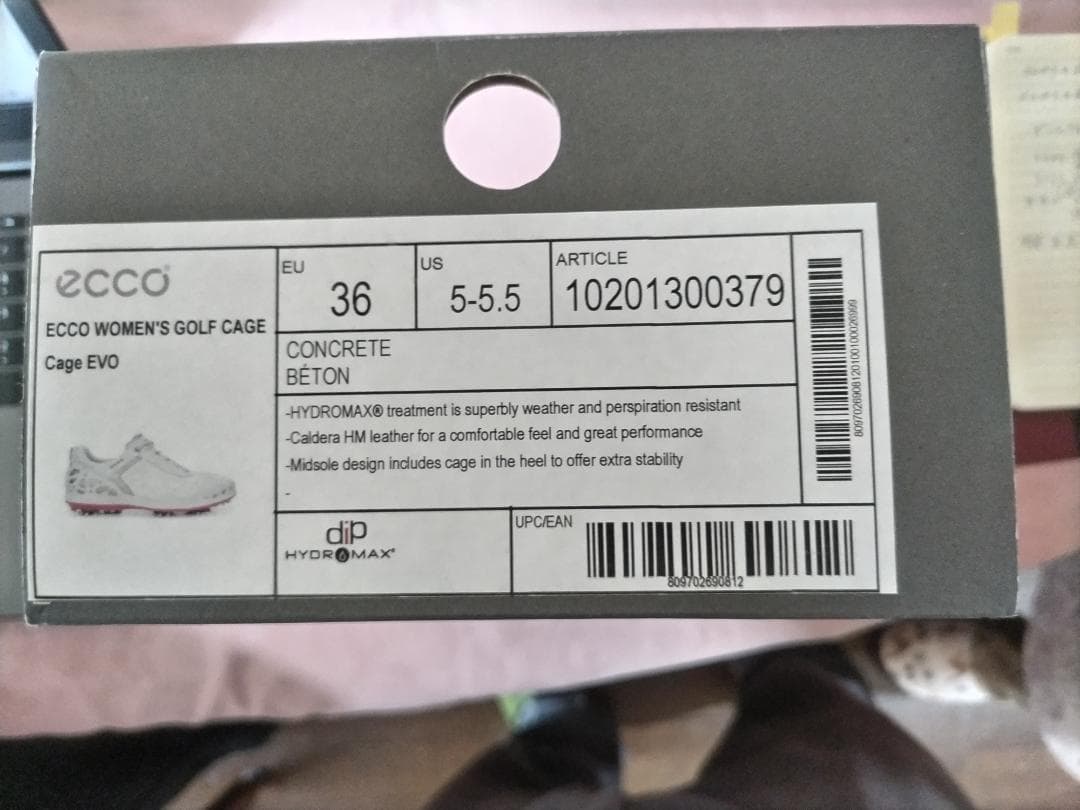 ecco
ECCO WOMEN'S GOLF CAGE
Cage EVO
EU
36
US
5-5.5
ARTICLE
10201300379
CONCRETE
BÉTON
-HYDROMAX® treatment is superbly weather and perspiration resistant
-Caldera HM leather for a comfortable feel and great performance
-Midsole design includes cage in the heel to offer extra stability
-
dip
HYDROMAX®
UPC/EAN
809702690812